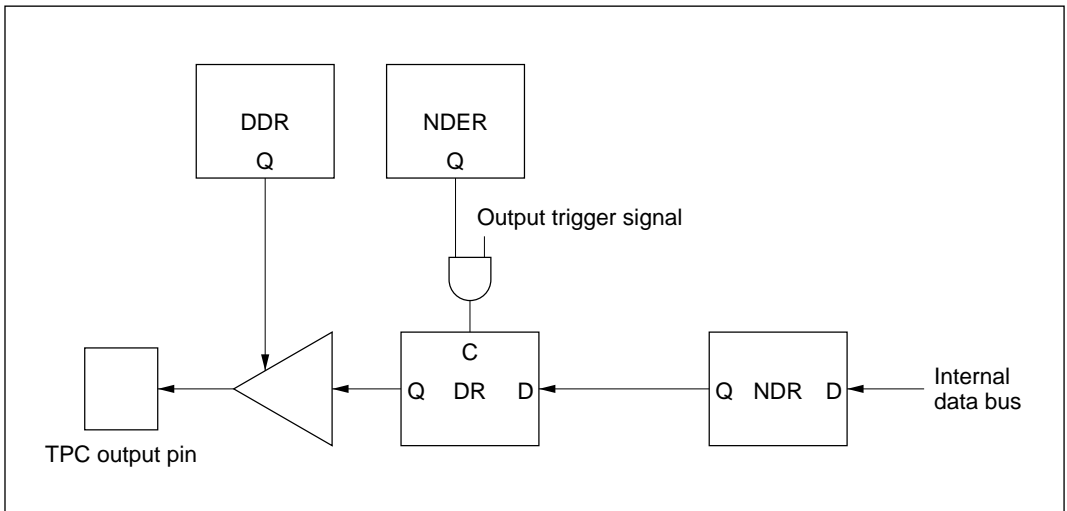 DDR
Q
NDER
Q
Output trigger signal
C
Q DR D
Q NDR D
Internal
data bus
TPC output pin